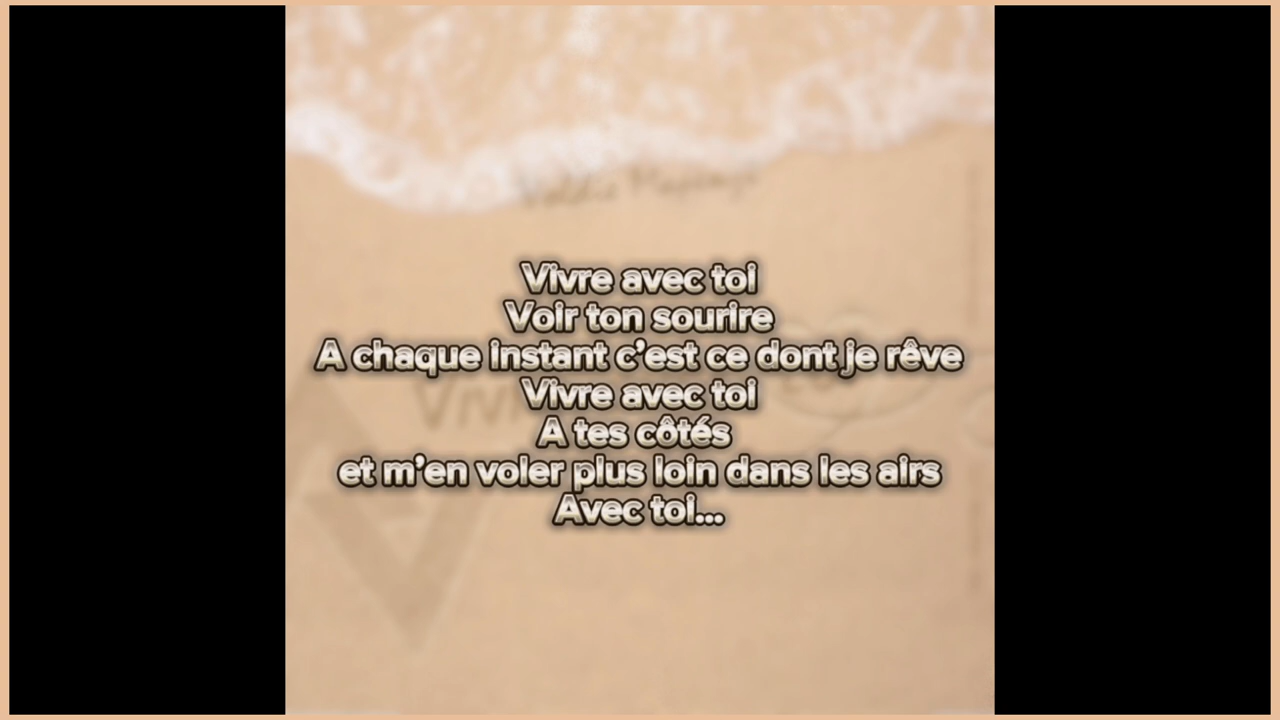 Vivre avec toi
Voir ton sourire
A chaque instant c'est ce dont je rêve
Vivre avec toi
A tes côtés
et m'en voler plus loin dans les airs
Avec toi...